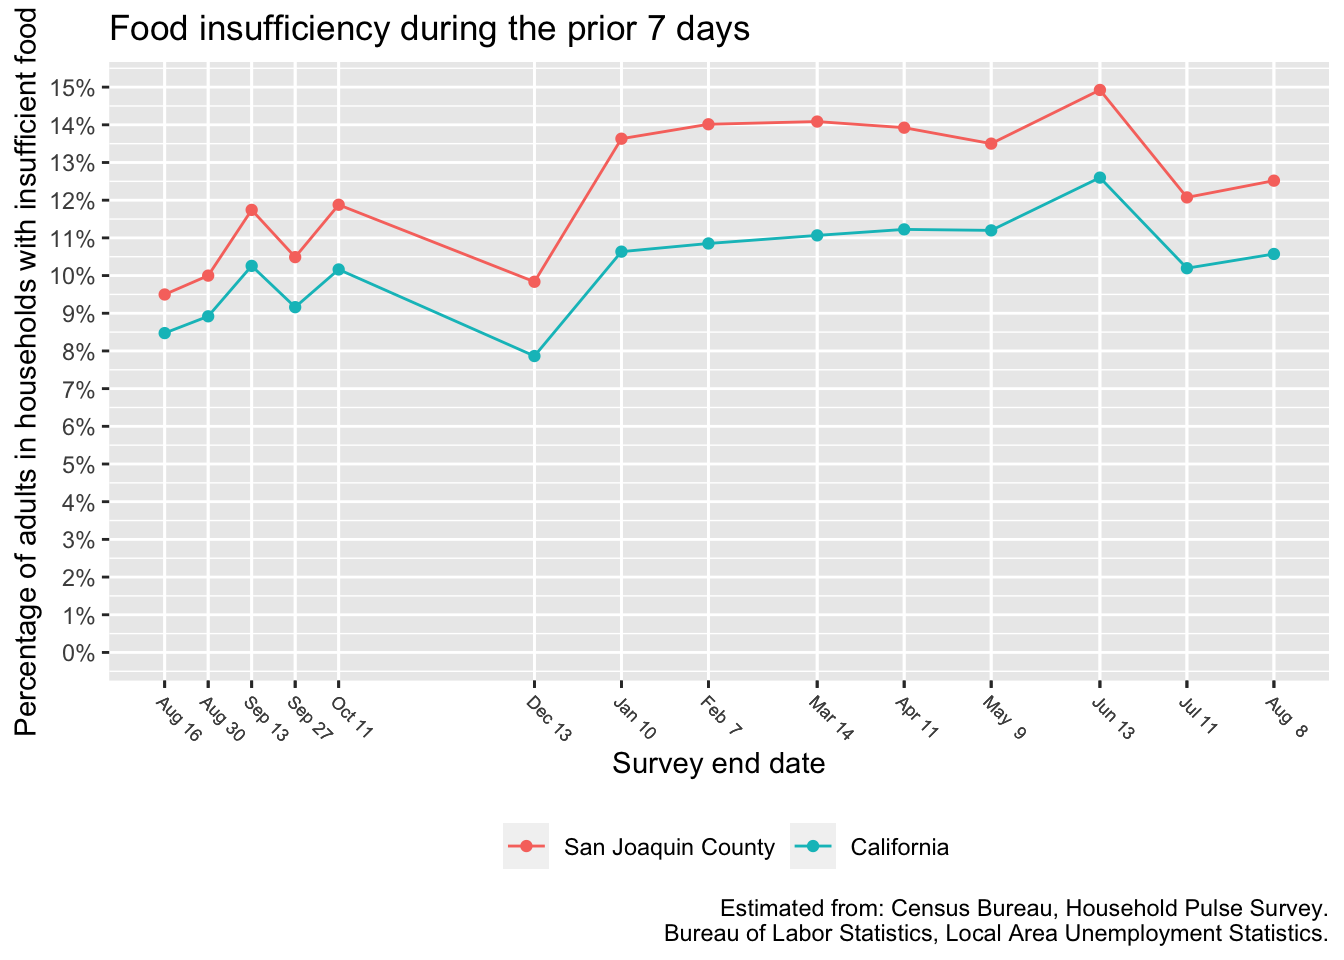 Food insufficiency during the prior 7 days
Percentage of adults in households with insufficient food
15%
14%
13%
12%
11%
10%
9%
8%
7%
6%
5%
4%
3%
2%
1%
0%
Aug 16
Aug 30
Sep 13
Sep 27
Oct 11
Dec 13
Jan 10
Feb 7
Mar 14
Apr 11
May 9
Jun 13
Jul 11
Aug 8
Survey end date
San Joaquin County
California
Estimated from: Census Bureau, Household Pulse Survey.
Bureau of Labor Statistics, Local Area Unemployment Statistics.